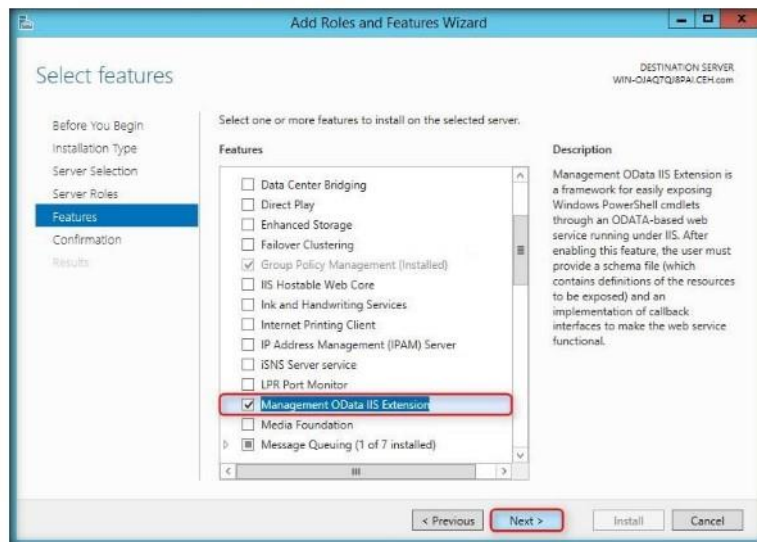 Add Roles and Features Wizard
Select features
DESTINATION SERVER
WIN-OJAQ7QJ8PAI.CEH.com
Before You Begin
Installation Type
Server Selection
Server Roles
Features
Confirmation
Results
Select one or more features to install on the selected server.
Features
Data Center Bridging
Direct Play
Enhanced Storage
Failover Clustering
Group Policy Management (Installed)
IIS Hostable Web Core
Ink and Handwriting Services
Internet Printing Client
IP Address Management (IPAM) Server
iSNS Server service
LPR Port Monitor
Management OData IIS Extension
Media Foundation
Message Queuing (1 of 7 installed)
Description
Management OData IIS Extension is
a framework for easily exposing
Windows PowerShell cmdlets
through an ODATA-based web
service running under IIS. After
enabling this feature, the user must
provide a schema file (which
contains definitions of the resources
to be exposed) and an
implementation of callback
interfaces to make the web service
functional.
< Previous
Next >
Install
Cancel